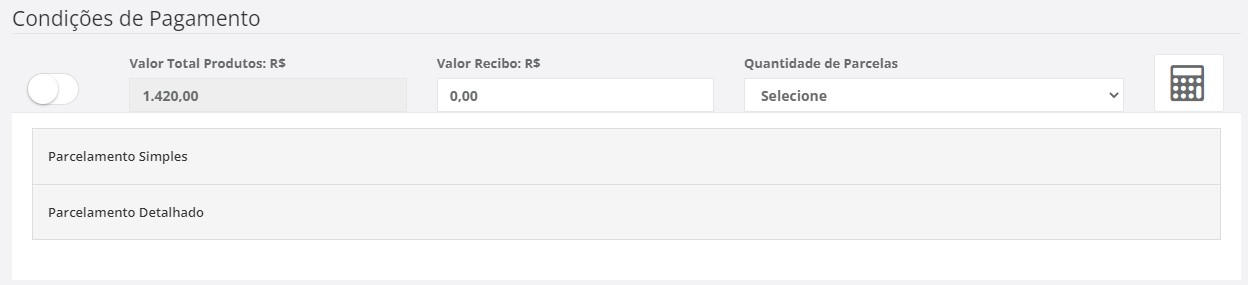 Condições de Pagamento
Valor Total Produtos: R$ Valor Recibo: R$ Quantidade de Parcelas
1.420,00 0,00 Selecione
Parcelamento Simples
Parcelamento Detalhado